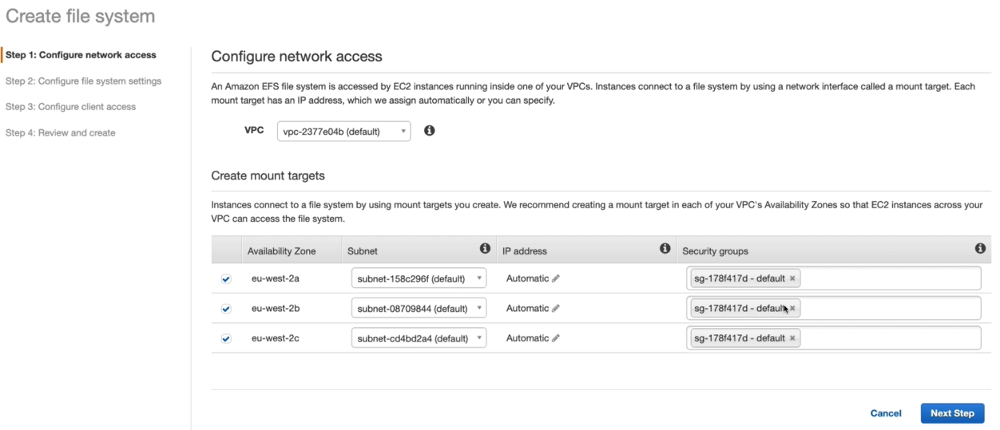 Create file system
Step 1: Configure network access
Step 2: Configure file system settings
Step 3: Configure client access
Step 4: Review and create
Configure network access
An Amazon EFS file system is accessed by EC2 instances running inside one of your VPCs. Instances connect to a file system by using a network interface called a mount target. Each
mount target has an IP address, which we assign automatically or you can specify.
VPC vpc-2377e04b (default)
Create mount targets
Instances connect to a file system by using mount targets you create. We recommend creating a mount target in each of your VPC's Availability Zones so that EC2 instances across your
VPC can access the file system.
Availability Zone Subnet IP address Security groups
eu-west-2a subnet-158c296f (default) Automatic sg-178f417d - default ×
eu-west-2b subnet-08709844 (default) Automatic sg-178f417d - default ×
eu-west-2c subnet-cd4bd2a4 (default) Automatic sg-178f417d - default ×
Cancel Next Step